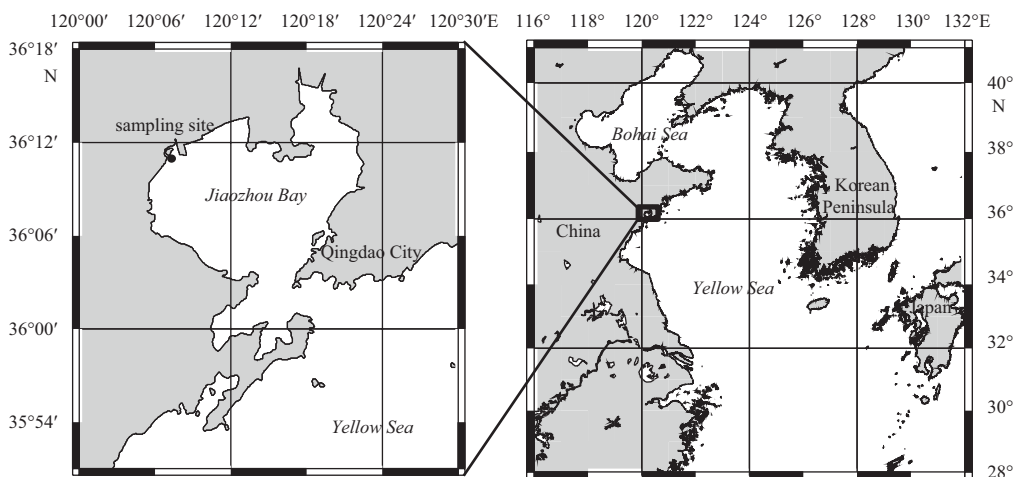 120°00′ 120°06′ 120°12′ 120°18′ 120°24′ 120°30′E
36°18′
N
sampling site
36°12′
Jiaozhou Bay
36°06′
Qingdao City
36°00′
35°54′
Yellow Sea
116° 118° 120° 122° 124° 126° 128° 130° 132°E
40°
N
Bohai Sea
38°
Korean
Peninsula
36°
China
34°
Yellow Sea
Japan
32°
30°
28°